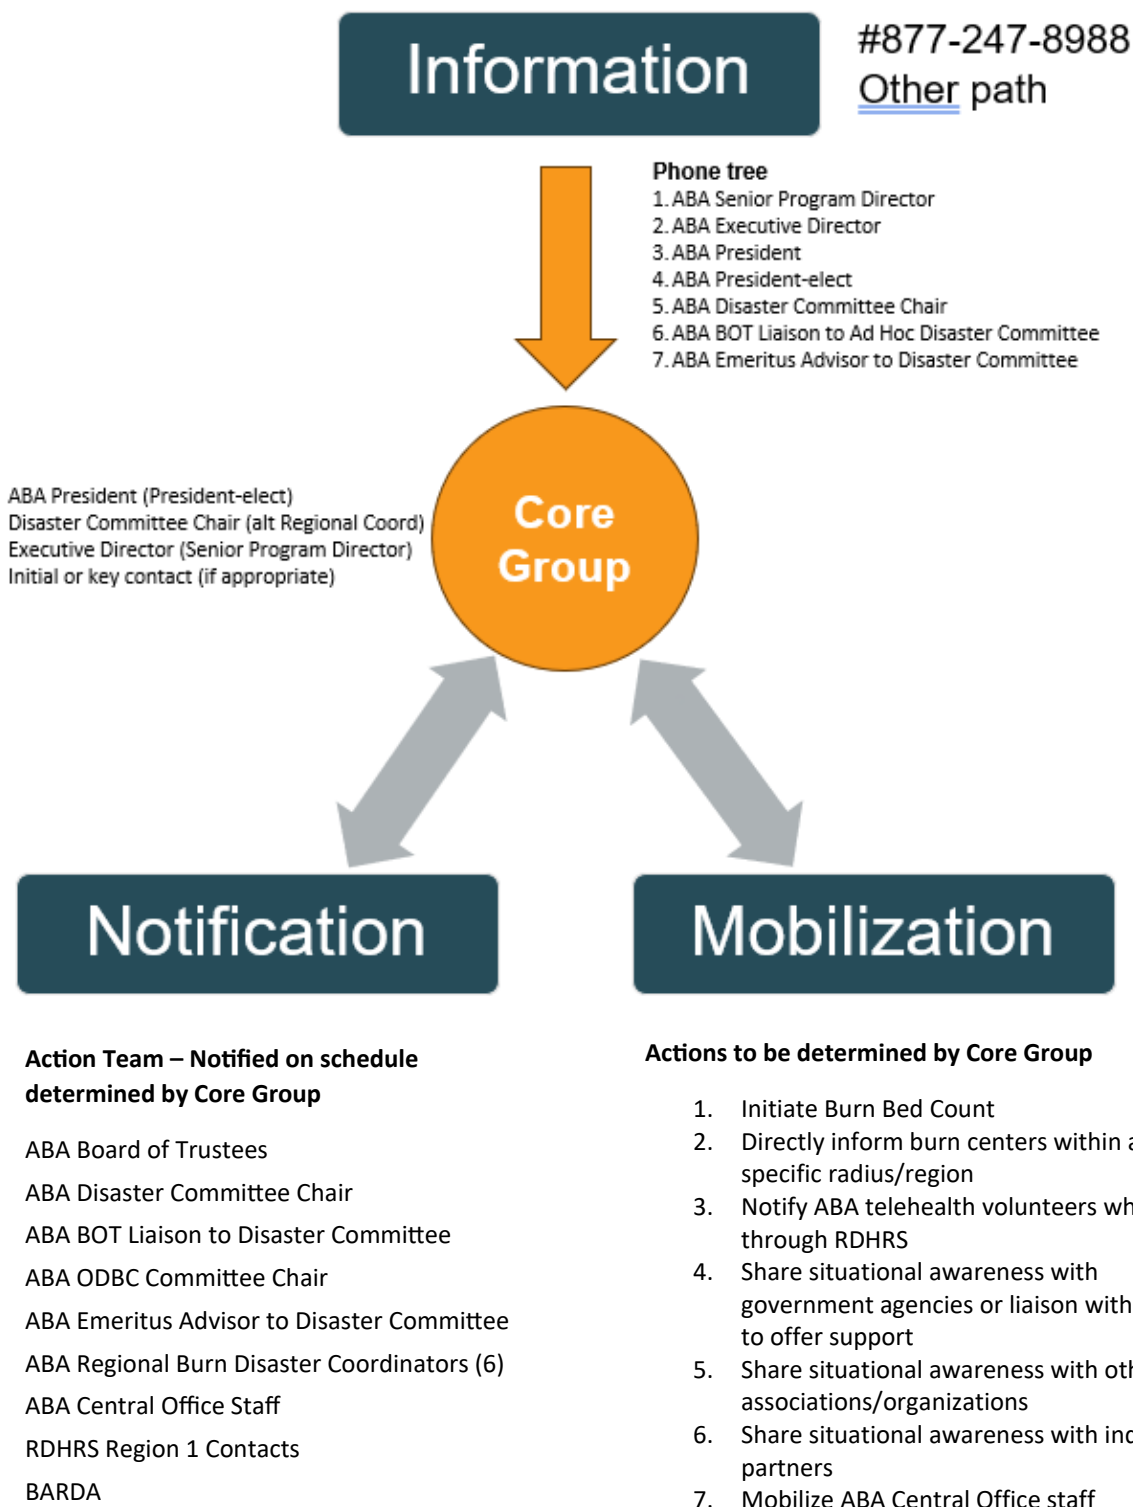 Information
#877-247-8988
Other path
Phone tree
1. ABA Senior Program Director
2. ABA Executive Director
3. ABA President
4. ABA President-elect
5. ABA Disaster Committee Chair
6. ABA BOT Liaison to Ad Hoc Disaster Committee
7. ABA Emeritus Advisor to Disaster Committee
ABA President (President-elect)
Disaster Committee Chair (alt Regional Coord)
Executive Director (Senior Program Director)
Initial or key contact (if appropriate)
Core
Group
Notification
Mobilization
Action Team – Notified on schedule
determined by Core Group
ABA Board of Trustees
ABA Disaster Committee Chair
ABA BOT Liaison to Disaster Committee
ABA ODBC Committee Chair
ABA Emeritus Advisor to Disaster Committee
ABA Regional Burn Disaster Coordinators (6)
ABA Central Office Staff
RDHRS Region 1 Contacts
BARDA
Actions to be determined by Core Group
1. Initiate Burn Bed Count
2. Directly inform burn centers within
specific radius/region
3. Notify ABA telehealth volunteers
through RDHRS
4. Share situational awareness with
government agencies or liaison with
to offer support
5. Share situational awareness with
associations/organizations
6. Share situational awareness with
partners
7. Mobilize ABA Central Office staff